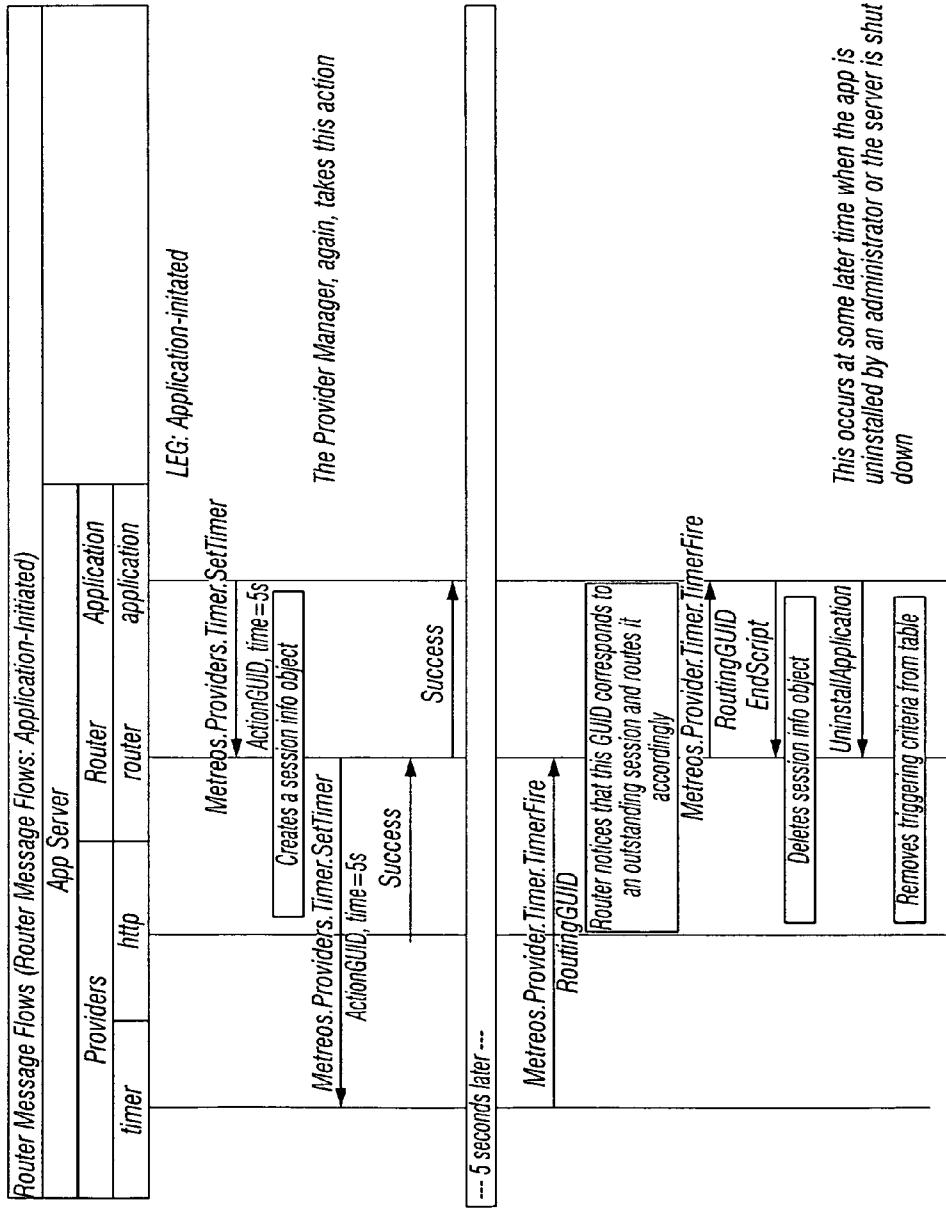 Router Message Flows (Router Message Flows: Application-Initiated)
App Server
Providers
Router
Application
timer
http
router
application
LEG: Application-initated
Metreos.Providers.Timer.SetTimer
ActionGUID, time=5s
Creates a session info object
Metreos.Providers.Timer.SetTimer
ActionGUID, time=5s
The Provider Manager, again, takes this action
Success
Success
--- 5 seconds later ---
Metreos.Provider.Timer.TimerFire
RoutingGUID
Router notices that this GUID corresponds to
an outstanding session and routes it
accordingly
Metreos.Provider.Timer.TimerFire
RoutingGUID
EndScript
Deletes session info object
UninstallApplication
This occurs at some later time when the app is
uninstalled by an administrator or the server is shut
down
Removes triggering criteria from table